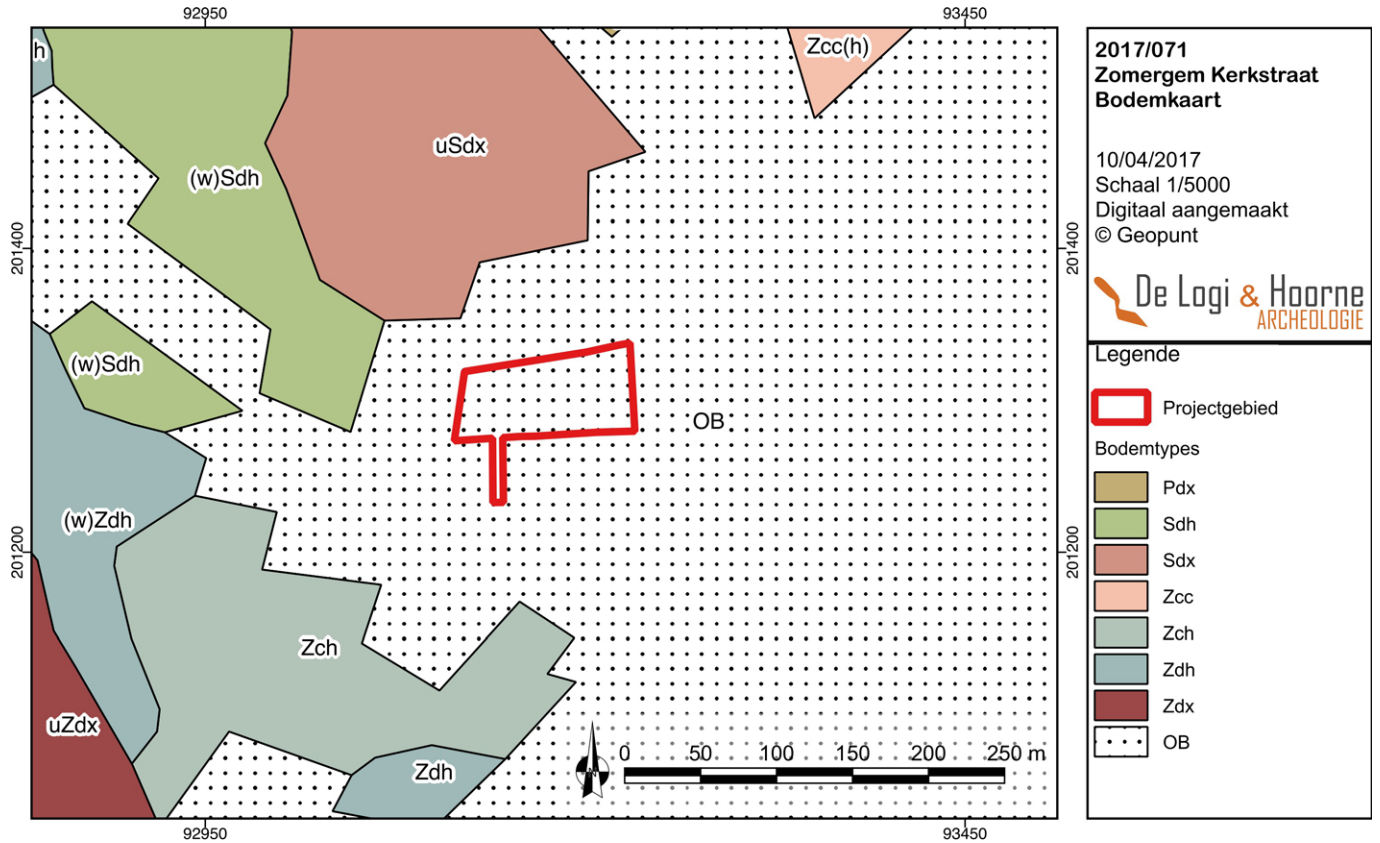 92950
93450
h
Zcc(h)
uSdx
(w)Sdh
201400
201400
(w)Sdh
OB
(w)Zdh
201200
201200
Zch
uZdx
Zdh
N
0 50 100 150 200 250 m
92950
93450
2017/071
Zomergem Kerkstraat
Bodemkaart
10/04/2017
Schaal 1/5000
Digitaal aangemaakt
© Geopunt
De Logi & Hoorne
ARCHEOLOGIE
Legende
Projectgebied
Bodemtypes
Pdx
Sdh
Sdx
Zcc
Zch
Zdh
Zdx
OB